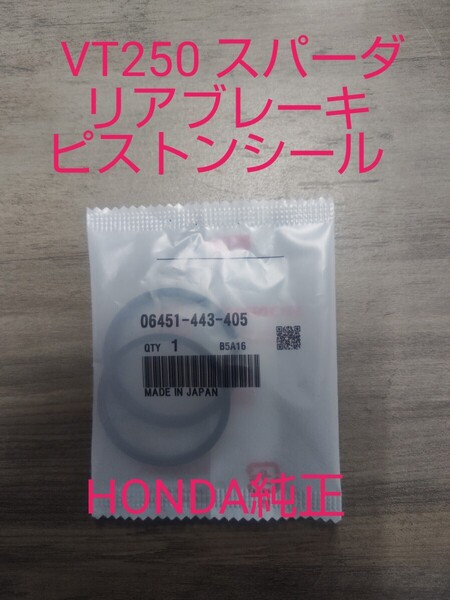 VT250 スパーダ
リアブレーキ
ピストンシール
06451-443-405
QTY 1 B5A16
MADE IN JAPAN
HONDA純正